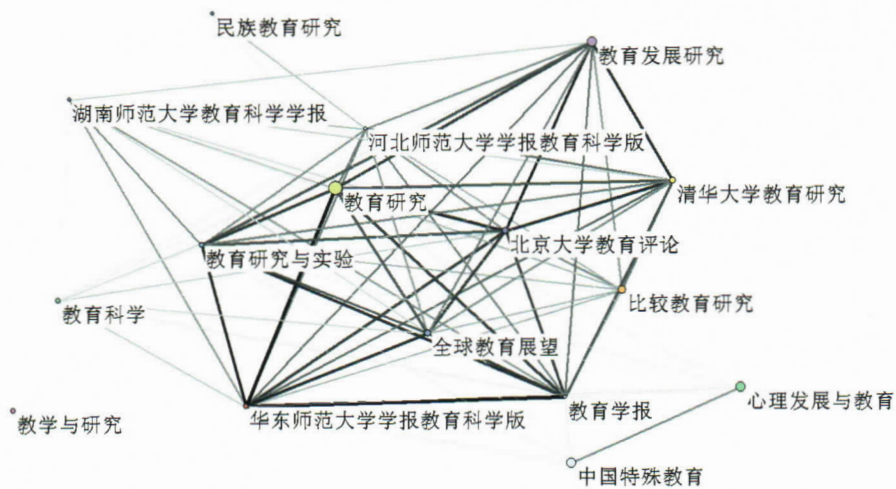 民族教育研究
教育发展研究
湖南师范大学教育科学学报
河北师范大学学报教育科学版
清华大学教育研究
教育研究
北京大学教育评论
教育研究与实验
比较教育研究
教育科学
全球教育展望
心理发展与教育
教育学报
华东师范大学学报教育科学版
教学与研究
中国特殊教育